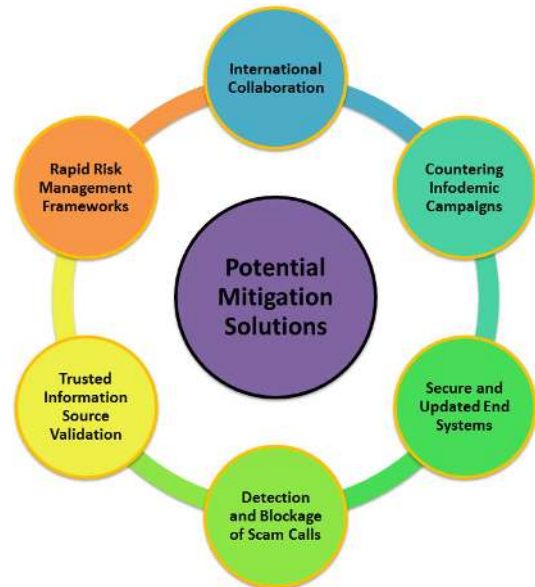 International
Collaboration
Rapid Risk
Management
Frameworks
Countering
Infodemic
Campaigns
Potential
Mitigation
Solutions
Trusted
Information
Source
Validation
Secure and
Updated End
Systems
Detection
and Blockage
of Scam Calls